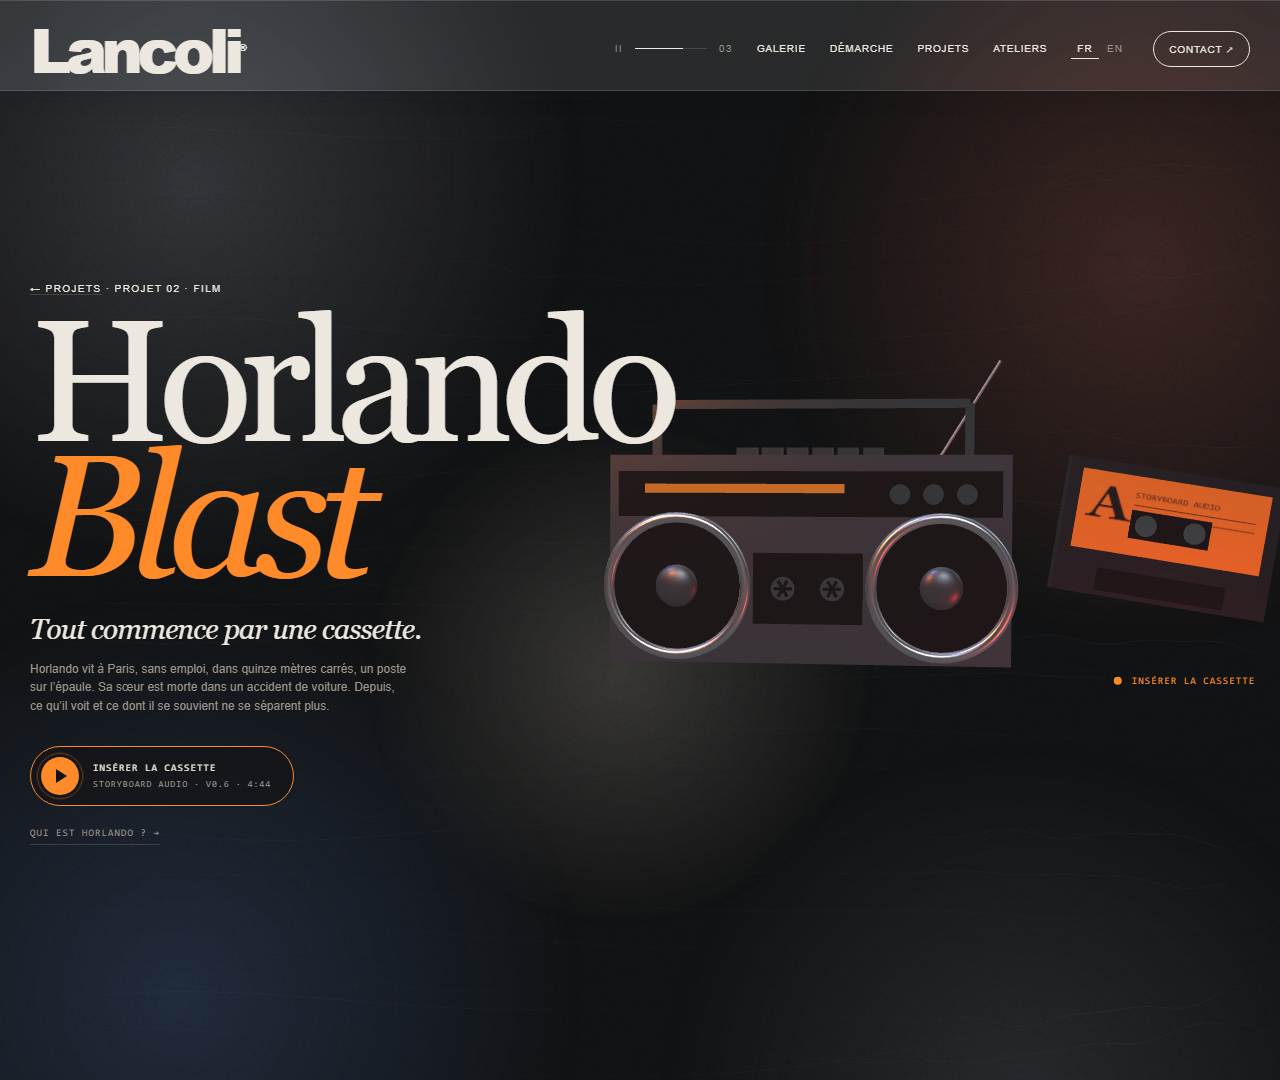 Lancoli®
II 03 GALERIE DÉMARCHE PROJETS ATELIERS FR EN CONTACT ↗
← PROJETS · PROJET 02 · FILM
Horlando
Blast
A STORYBOARD AUDIO
Tout commence par une cassette.
Horlando vit à Paris, sans emploi, dans quinze mètres carrés, un poste
sur l’épaule. Sa sœur est morte dans un accident de voiture. Depuis,
ce qu’il voit et ce dont il se souvient ne se séparent plus.
INSÉRER LA CASSETTE
INSÉRER LA CASSETTE
STORYBOARD AUDIO · V0.6 · 4:44
QUI EST HORLANDO ? →